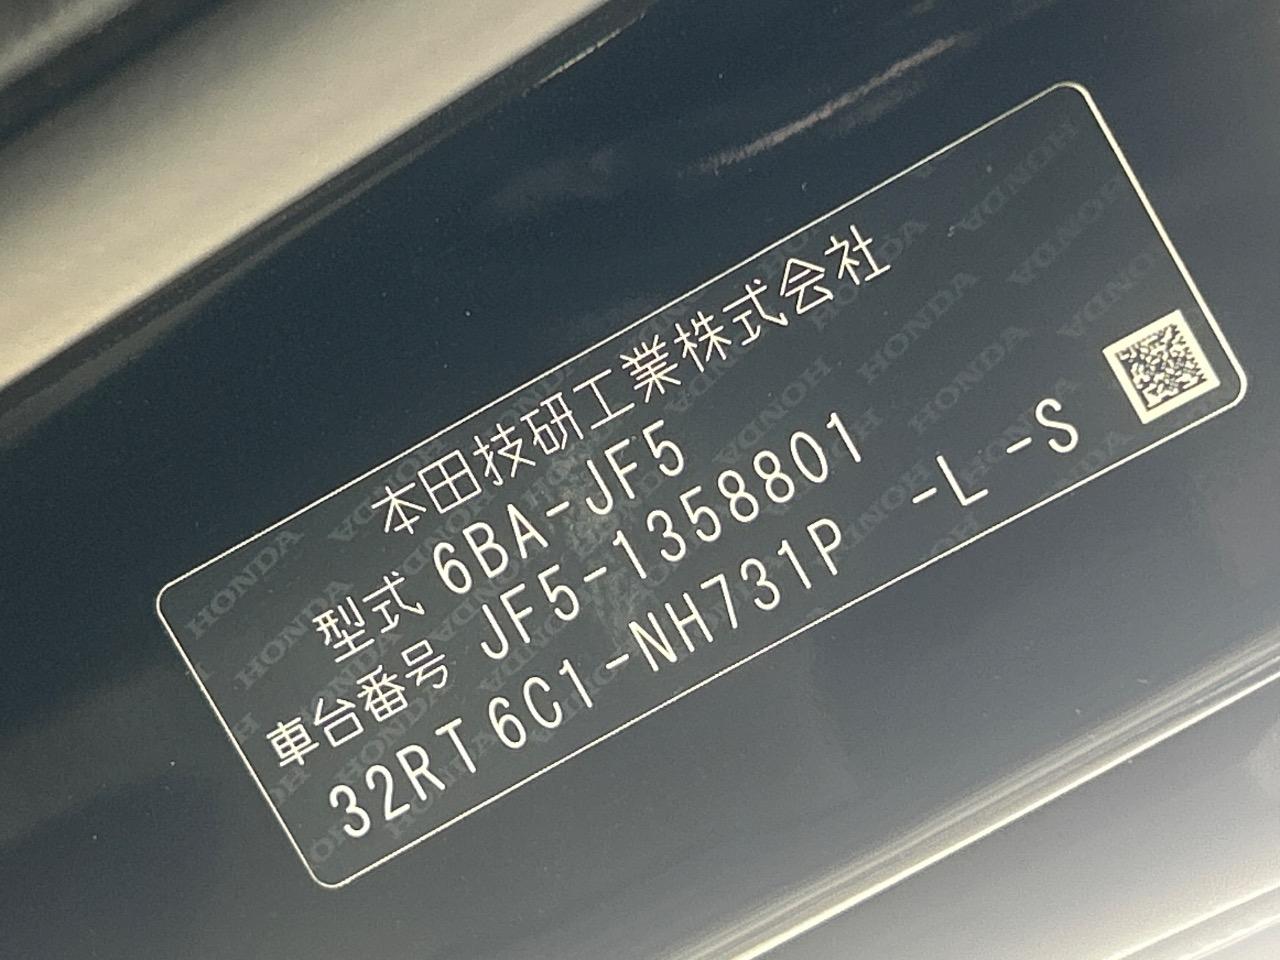 本田技研工業株式会社
型式 6BA-JF5
車台番号 JF5-1358801
32RT6C1-NH731P -L -S